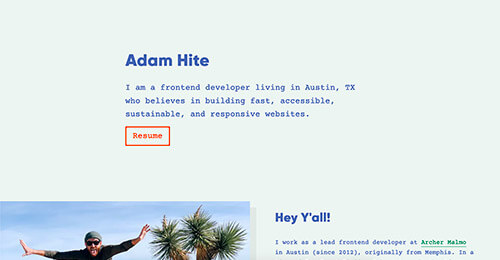 Adam Hite
I am a frontend developer living in Austin, TX
who believes in building fast, accessible,
sustainable, and responsive websites.
Resume
Hey Y'all!
I work as a lead frontend developer at Archer Malmo
in Austin (since 2012), originally from Memphis. In a